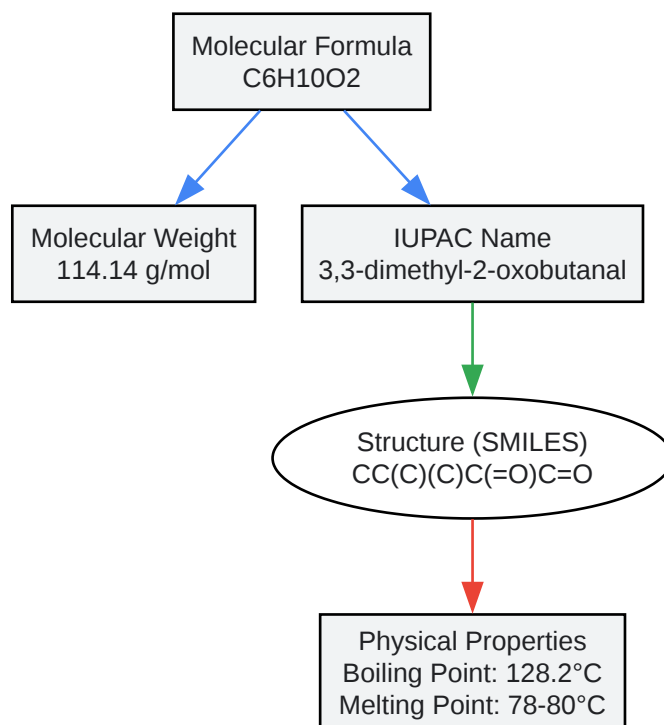 Molecular Formula
C6H10O2
Molecular Weight
114.14 g/mol
IUPAC Name
3,3-dimethyl-2-oxobutanal
Structure (SMILES)
CC(C)(C)C(=O)C=O
Physical Properties
Boiling Point: 128.2°C
Melting Point: 78-80°C